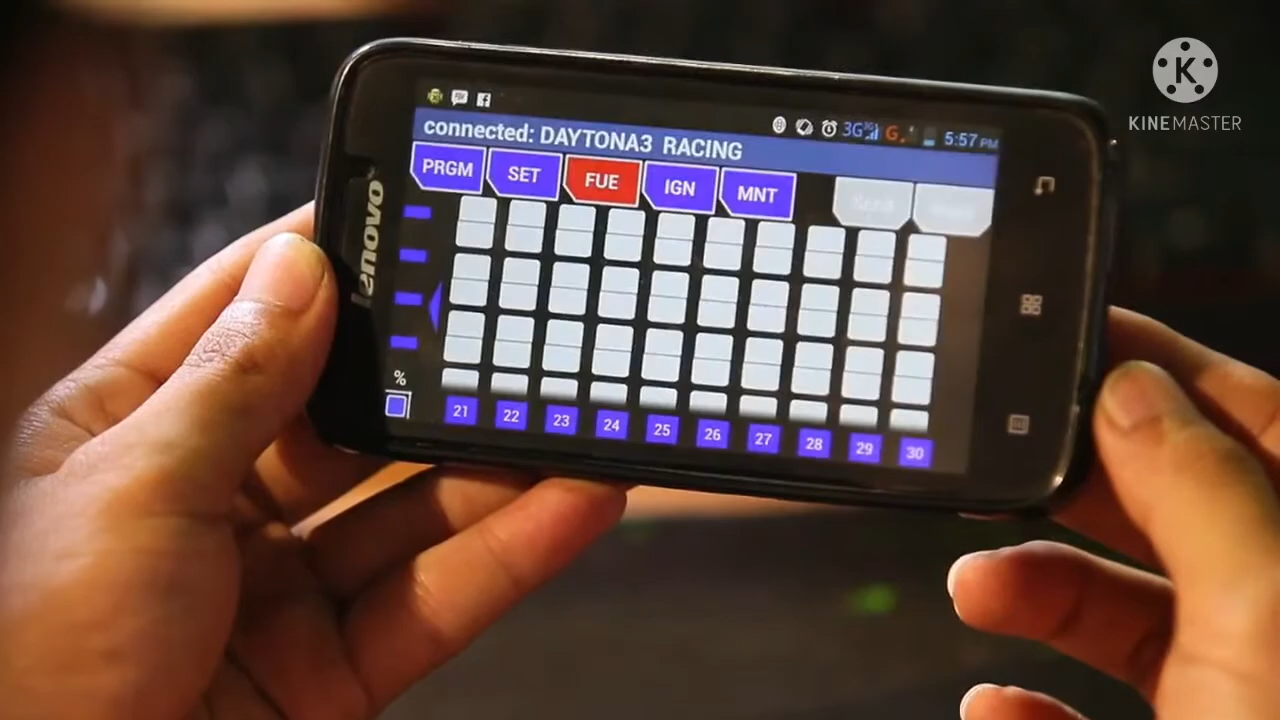 K
KINEMASTER
3G
G
5:57 PM
connected: DAYTONA3 RACING
PRGM SET FUE IGN MNT
lenovo
%
21 22 23 24 25 26 27 28 29 30